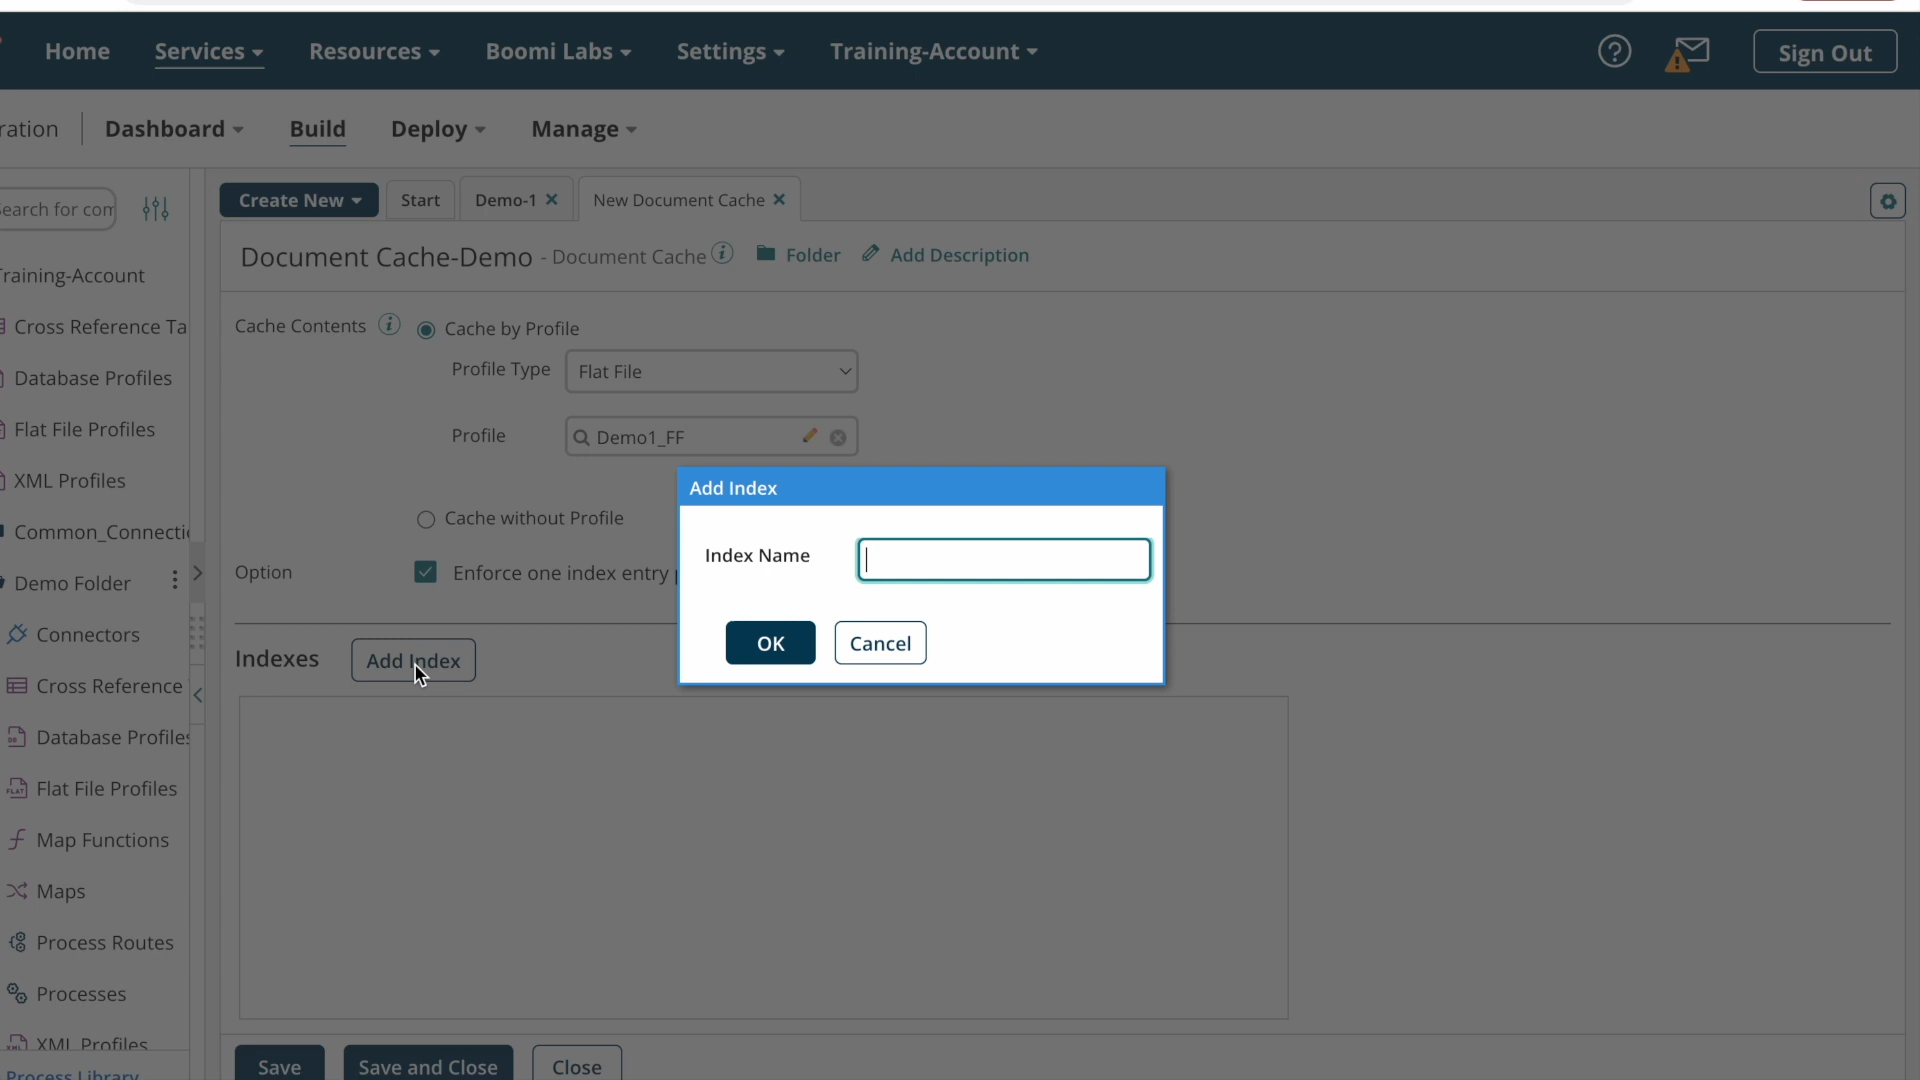 Home Services Resources Boomi Labs Settings Training-Account Sign Out
ration Dashboard Build Deploy Manage
Search for com
Create New Start Demo-1 New Document Cache
Document Cache-Demo - Document Cache Folder Add Description
Training-Account
Cross Reference Ta
Database Profiles
Flat File Profiles
XML Profiles
Common_Connecti
Demo Folder
Connectors
Cross Reference
Database Profiles
Flat File Profiles
Map Functions
Maps
Process Routes
Processes
XML Profiles
Process Library
Cache Contents Cache by Profile
Profile Type Flat File
Profile Demo1_FF
Cache without Profile
Option Enforce one index entry
Indexes Add Index
Add Index
Index Name
OK Cancel
Save Save and Close Close